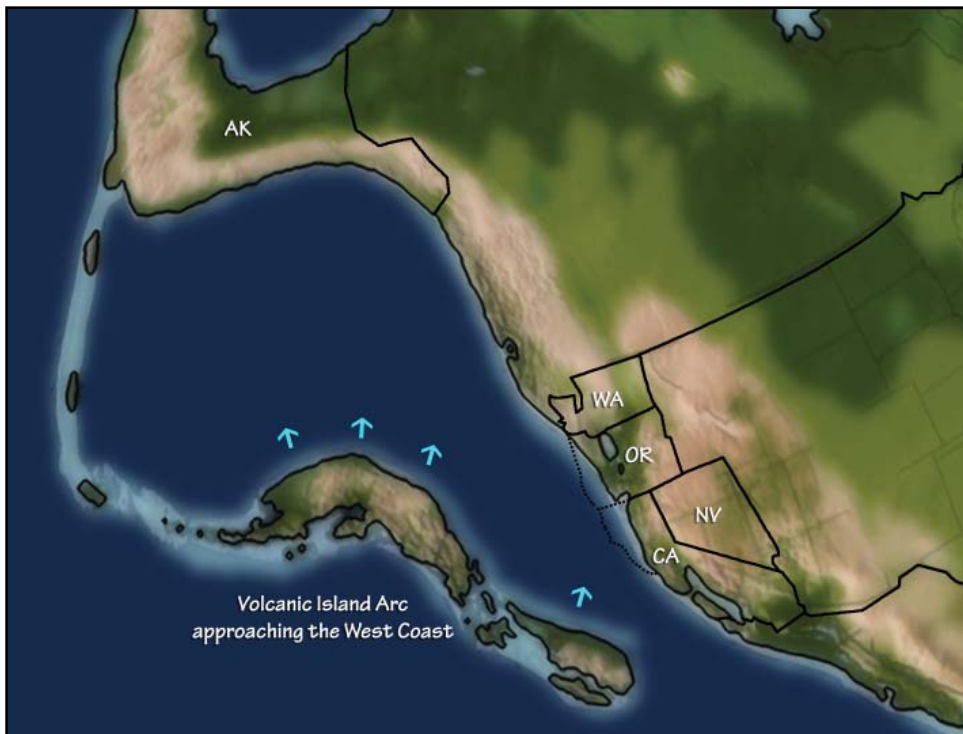 AK
WA
OR
NV
CA
Volcanic Island Arc
approaching the West Coast